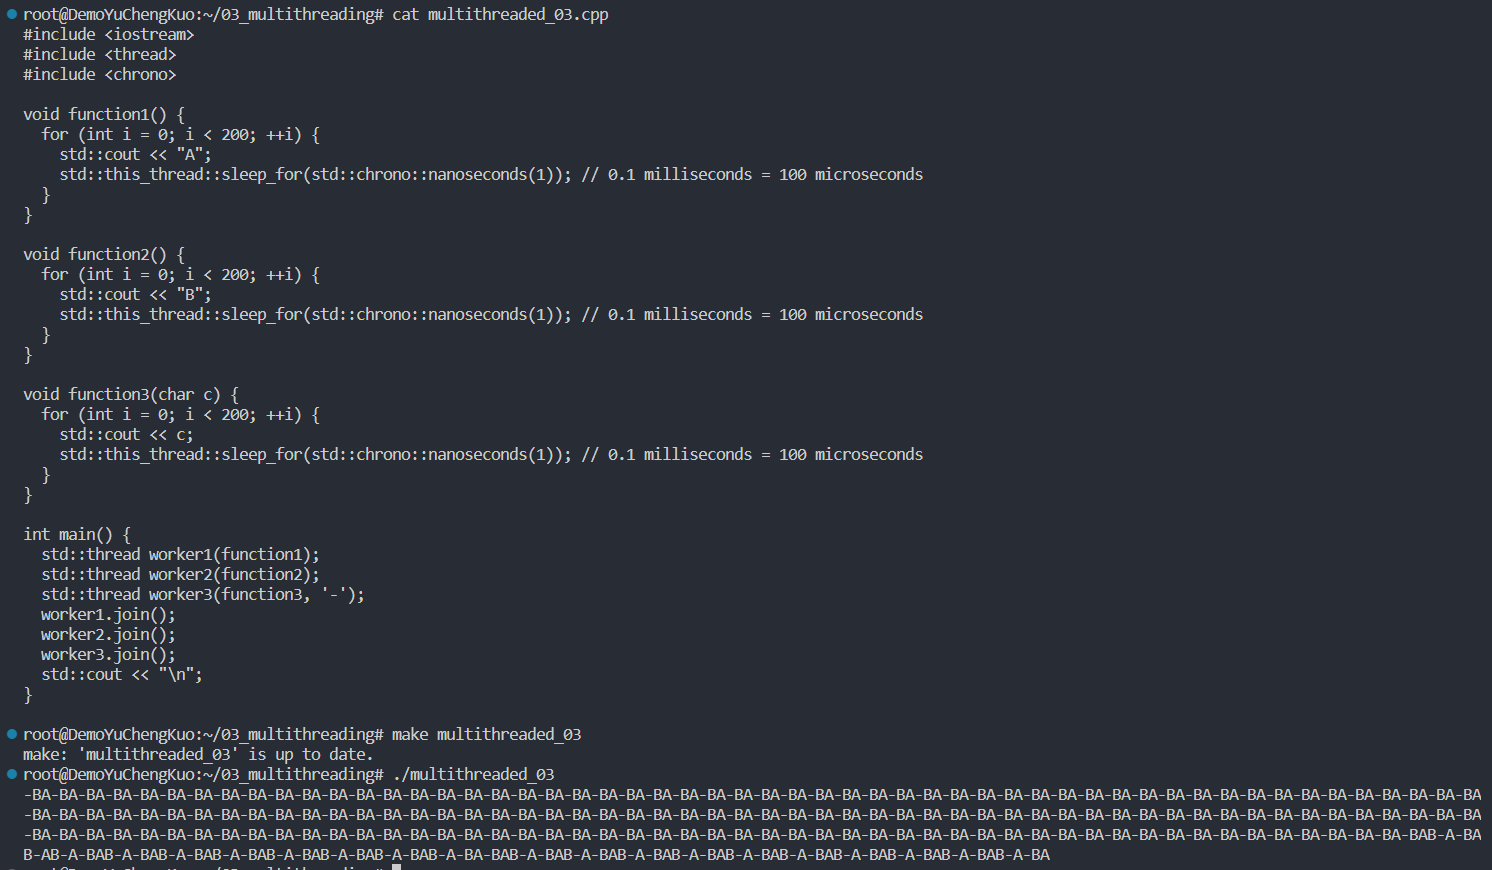 root@DemoYuChengKuo:~/03_multithreading# cat multithreaded_03.cpp
#include <iostream>
#include <thread>
#include <chrono>
void function1() {
for (int i = 0; i < 200; ++i) {
std::cout << "A";
std::this_thread::sleep_for(std::chrono::nanoseconds(1)); // 0.1 milliseconds = 100 microseconds
}
}
void function2() {
for (int i = 0; i < 200; ++i) {
std::cout << "B";
std::this_thread::sleep_for(std::chrono::nanoseconds(1)); // 0.1 milliseconds = 100 microseconds
}
}
void function3(char c) {
for (int i = 0; i < 200; ++i) {
std::cout << c;
std::this_thread::sleep_for(std::chrono::nanoseconds(1)); // 0.1 milliseconds = 100 microseconds
}
}
int main() {
std::thread worker1(function1);
std::thread worker2(function2);
std::thread worker3(function3, '-');
worker1.join();
worker2.join();
worker3.join();
std::cout << "\n";
}
root@DemoYuChengKuo:~/03_multithreading# make multithreaded_03
make: 'multithreaded_03' is up to date.
root@DemoYuChengKuo:~/03_multithreading# ./multithreaded_03
-BA-BA-BA-BA-BA-BA-BA-BA-BA-BA-BA-BA-BA-BA-BA-BA-BA-BA-BA-BA-BA-BA-BA-BA-BA-BA-BA-BA-BA-BA-BA-BA-BA-BA-BA-BA-BA-BA-BA-BA-BA-BA-BA-BA-BA-BA-BA-BA-BA-BA-BA-BA-BA-BA
-BA-BA-BA-BA-BA-BA-BA-BA-BA-BA-BA-BA-BA-BA-BA-BA-BA-BA-BA-BA-BA-BA-BA-BA-BA-BA-BA-BA-BA-BA-BA-BA-BA-BA-BA-BA-BA-BA-BA-BA-BA-BA-BA-BA-BA-BA-BA-BA-BA-BA-BA-BA-BA-BA
-BA-BA-BA-BA-BA-BA-BA-BA-BA-BA-BA-BA-BA-BA-BA-BA-BA-BA-BA-BA-BA-BA-BA-BA-BA-BA-BA-BA-BA-BA-BA-BA-BA-BA-BA-BA-BA-BA-BA-BA-BA-BA-BA-BA-BA-BA-BA-BA-BA-BA-BA-BAB-A-BA
B-AB-A-BAB-A-BAB-A-BAB-A-BAB-A-BAB-A-BAB-A-BAB-A-BA-BAB-A-BAB-A-BAB-A-BAB-A-BAB-A-BAB-A-BAB-A-BAB-A-BAB-A-BAB-A-BA